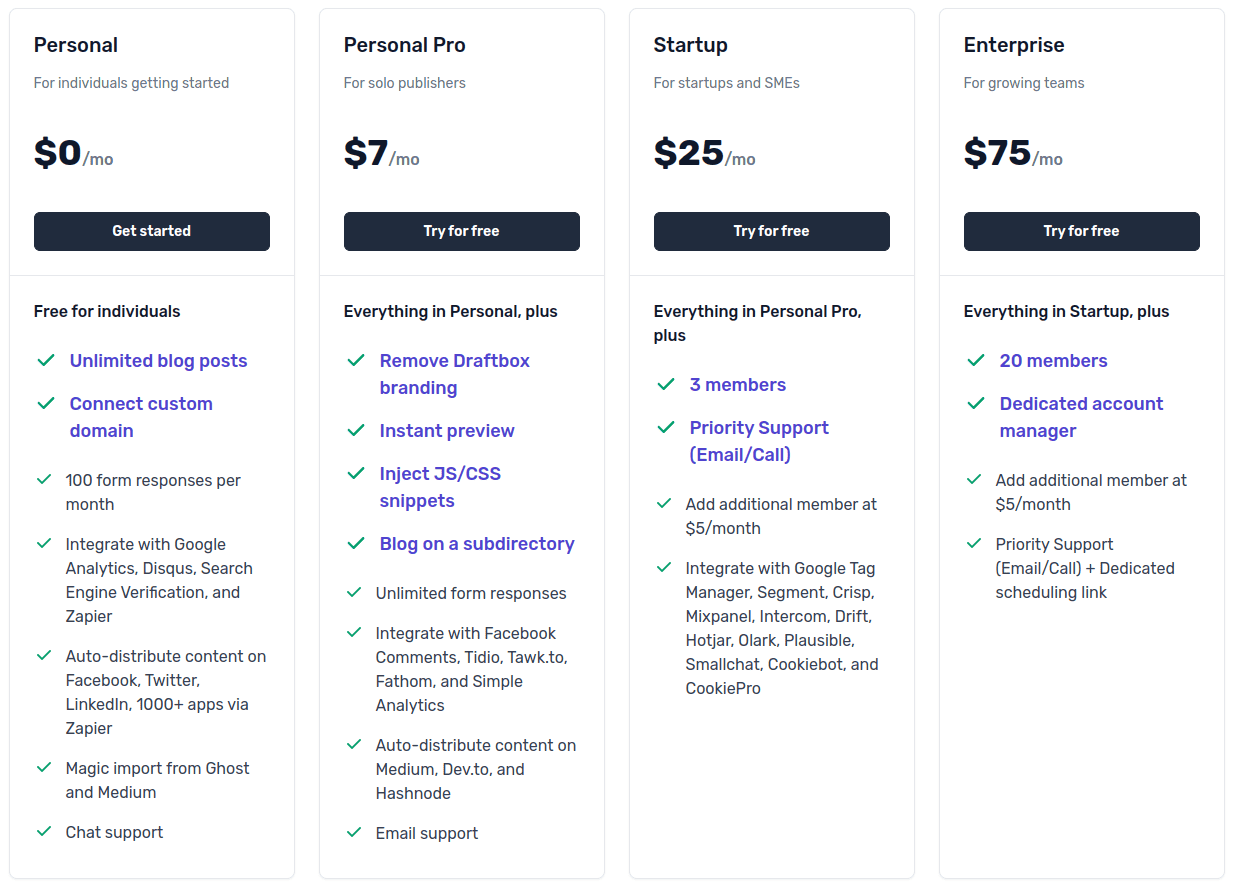 Personal
For individuals getting started
$0/mo
Get started
Free for individuals
Unlimited blog posts
Connect custom
domain
100 form responses per
month
Integrate with Google
Analytics, Disqus, Search
Engine Verification, and
Zapier
Auto-distribute content on
Facebook, Twitter,
LinkedIn, 1000+ apps via
Zapier
Magic import from Ghost
and Medium
Chat support
Personal Pro
For solo publishers
$7/mo
Try for free
Everything in Personal, plus
Remove Draftbox
branding
Instant preview
Inject JS/CSS
snippets
Blog on a subdirectory
Unlimited form responses
Integrate with Facebook
Comments, Tidio, Tawk.to,
Fathom, and Simple
Analytics
Auto-distribute content on
Medium, Dev.to, and
Hashnode
Email support
Startup
For startups and SMEs
$25/mo
Try for free
Everything in Personal Pro,
plus
3 members
Priority Support
(Email/Call)
Add additional member at
$5/month
Integrate with Google Tag
Manager, Segment, Crisp,
Mixpanel, Intercom, Drift,
Hotjar, Olark, Plausible,
Smallchat, Cookiebot, and
CookiePro
Enterprise
For growing teams
$75/mo
Try for free
Everything in Startup, plus
20 members
Dedicated account
manager
Add additional member at
$5/month
Priority Support
(Email/Call) + Dedicated
scheduling link